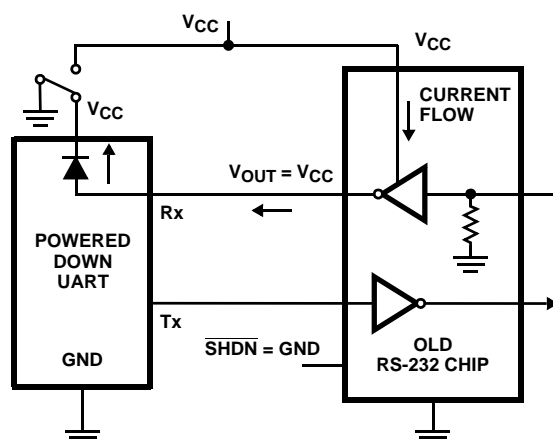 VCC
VCC
VCC
CURRENT
FLOW
VOUT = VCC
Rx
POWERED
DOWN
UART
Tx
SHDN = GND
GND
OLD
RS-232 CHIP